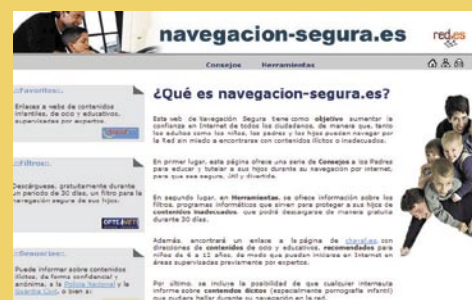 navegacion-segura.es
red.es
Consejos Herramientas
::Favoritos::.
Enlaces a webs de contenidos
infantiles, de ocio y educativos,
supervisadas por expertos.
::Filtros::.
Descárguese, gratuitamente durante
un periodo de 30 días, un filtro para la
navegación segura de sus hijos.
OPTENET
::Denuncias::.
Puede informar sobre contenidos
ilícitos, de forma confidencial y
anónima, a la Policía Nacional y la
Guardia Civil, o bien a:
¿Qué es navegacion-segura.es?
Esta web de Navegación Segura tiene como objetivo aumentar la
confianza en Internet de todos los ciudadanos, de manera que, tanto
los adultos como los niños, los padres y los hijos puedan navegar por
la Red sin miedo a encontrarse con contenidos ilícitos o inadecuados.
En primer lugar, esta página ofrece una serie de Consejos a los Padres
para educar y tutelar a sus hijos durante su navegación por internet,
para que sea segura, útil y divertida.
En segundo lugar, en Herramientas, se ofrece información sobre los
filtros, programas informáticos que sirven para proteger a sus hijos de
contenidos inadecuados, que podrá descargarse de manera gratuita
durante 30 días.
Además, encontrará un enlace a la página de chaval.es, con
direcciones de contenidos de ocio y educativos, recomendados para
niños de 6 a 12 años, de modo que puedan iniciarse en Internet en
áreas supervisadas previamente por expertos.
Por último, se incluye la posibilidad de que cualquier internauta
informe sobre contenidos ilícitos (especialmente pornografía infantil)
que pudiera hallar durante su navegación en la red.